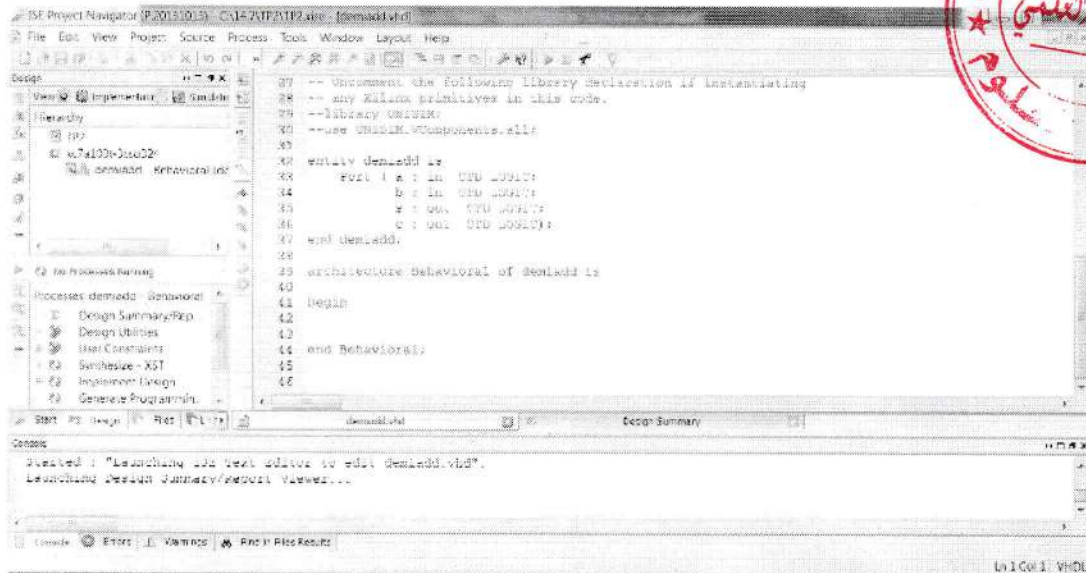 ISE Project Navigator (P.20131013) - C:\14.7\TP2\TP2.xise - [demiadd.vhd]
File Edit View Project Source Process Tools Window Layout Help
Design
View Implementation Simulation
Hierarchy
TP2
xc7a100t-3csg324
demiadd - Behavioral
No Processes Running
Processes: demiadd - Behavioral
Design Summary/Rep
Design Utilities
User Constraints
Synthesize - XST
Implement Design
Generate Programmin
27 -- Uncomment the following library declaration if instantiating
28 -- any Xilinx primitives in this code.
29 --library UNISIM;
30 --use UNISIM.VComponents.all;
31
32 entity demiadd is
33 Port ( a : in STD_LOGIC;
34 b : in STD_LOGIC;
35 s : out STD_LOGIC;
36 c : out STD_LOGIC);
37 end demiadd;
38
39 architecture Behavioral of demiadd is
40
41 begin
42
43
44 end Behavioral;
45
46
Start Design Files
demiadd.vhd Design Summary
Console
Started : "Launching ISE Text Editor to edit demiadd.vhd".
Launching Design Summary/Report Viewer...
Console Errors Warnings Find in Files Results
Ln 1 Col 1 VHDL